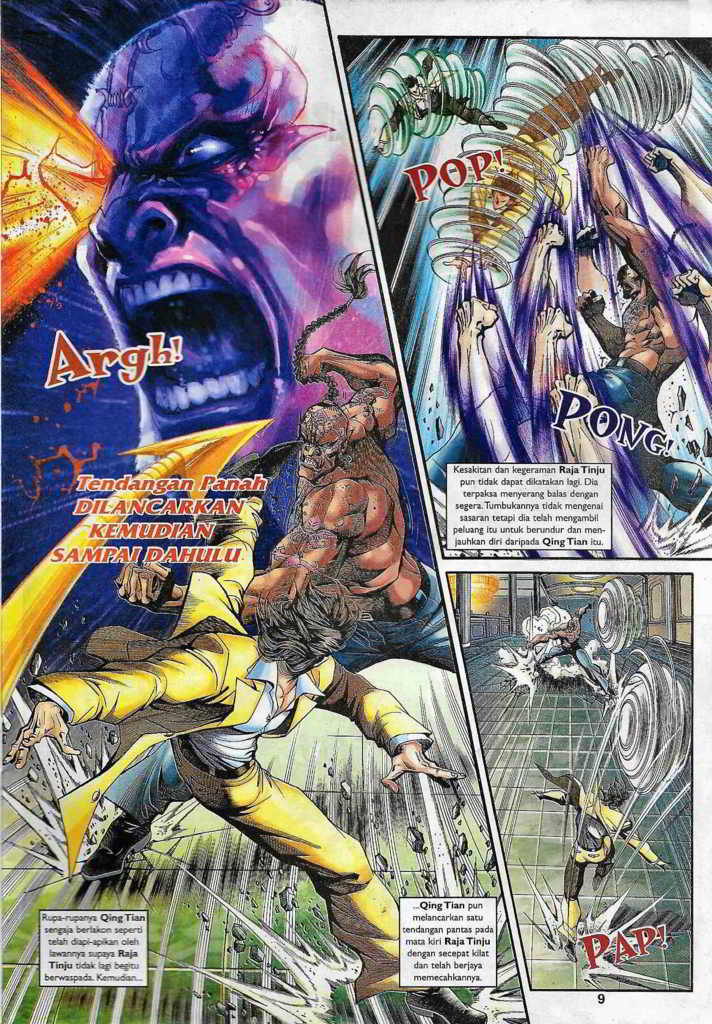 Argh!
Tendangan Panah
DILANCARKAN
KEMUDIAN
SAMPAI DAHULU
Rupa-rupanya Qing Tian
sengaja berlakon seperti
telah diapi-apikan oleh
lawannya supaya Raja
Tinju tidak lagi begitu
berwaspada. Kemudian...
...Qing Tian pun
melancarkan satu
tendangan pantas pada
mata kiri Raja Tinju
dengan secepat kilat
dan telah berjaya
memecahkannya.
POP!
PONG!
Kesakitan dan kegeraman Raja Tinju
pun tidak dapat dikatakan lagi. Dia
terpaksa menyerang balas dengan
segera. Tumbukannya tidak mengenai
sasaran tetapi dia telah mengambil
peluang itu untuk berundur dan men-
jauhkan diri daripada Qing Tian itu.
PAP!
9